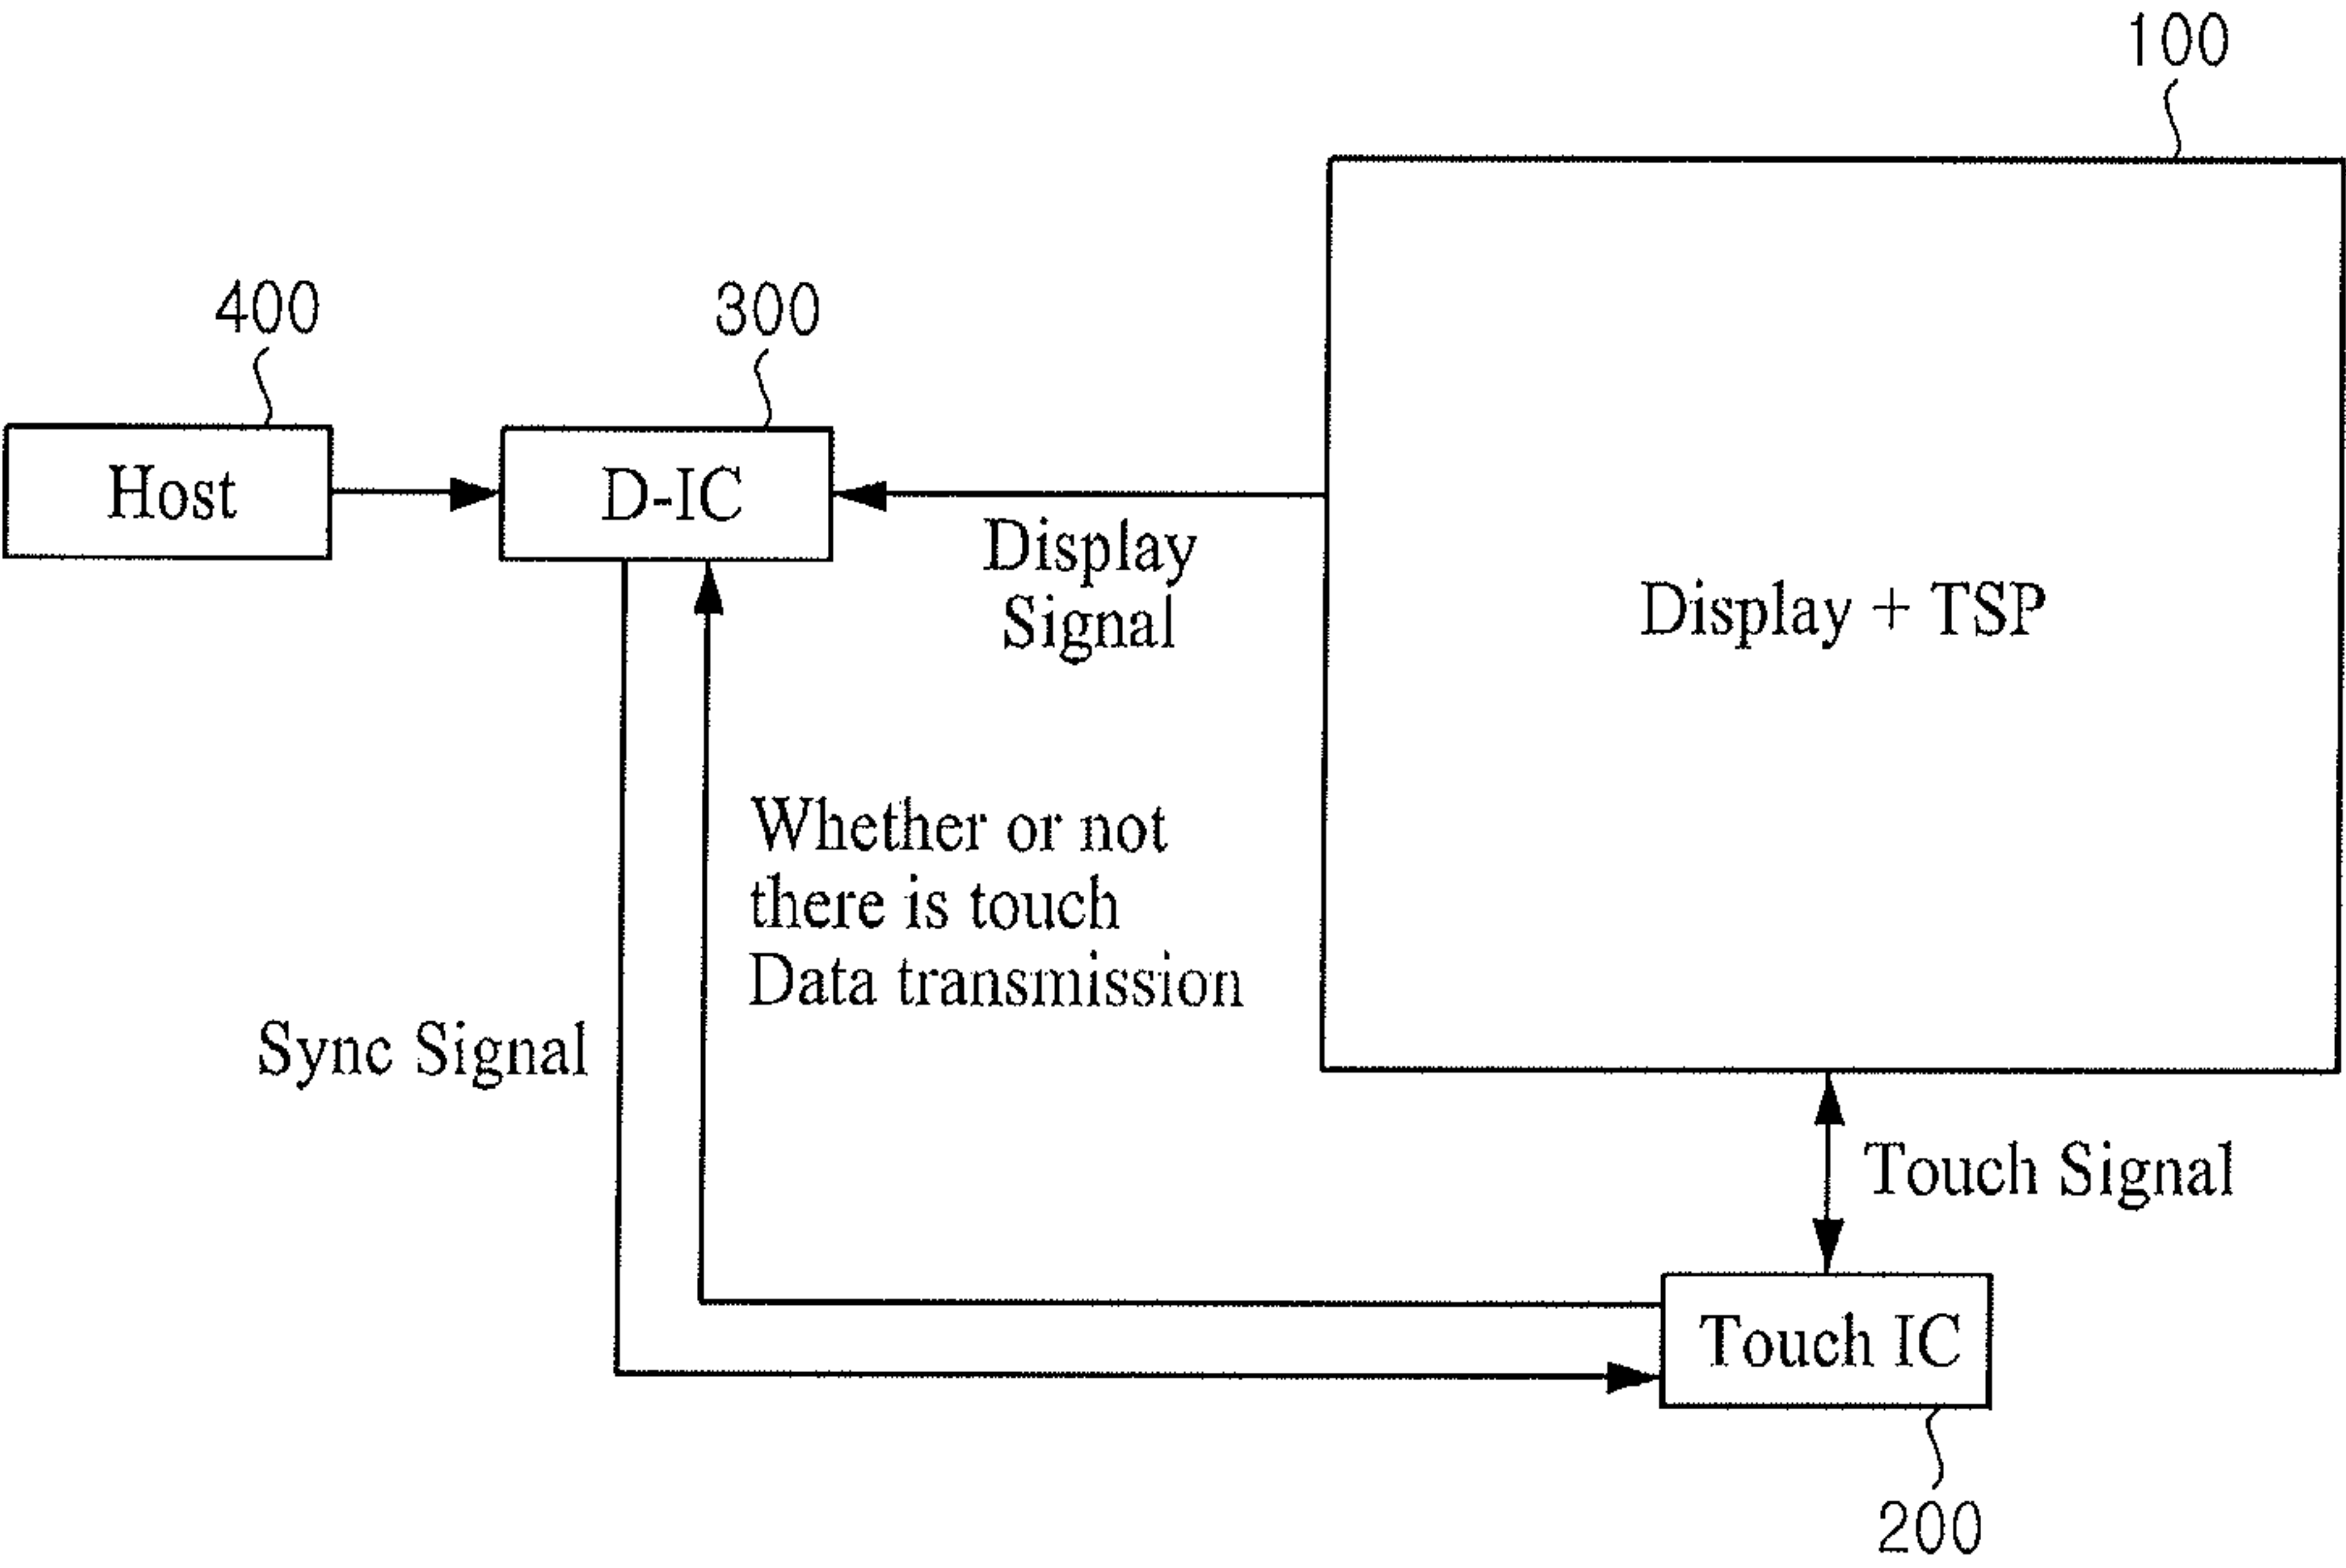 100
400
300
Host
D-IC
Display
Signal
Display + TSP
Whether or not
there is touch
Data transmission
Sync Signal
Touch Signal
Touch IC
200